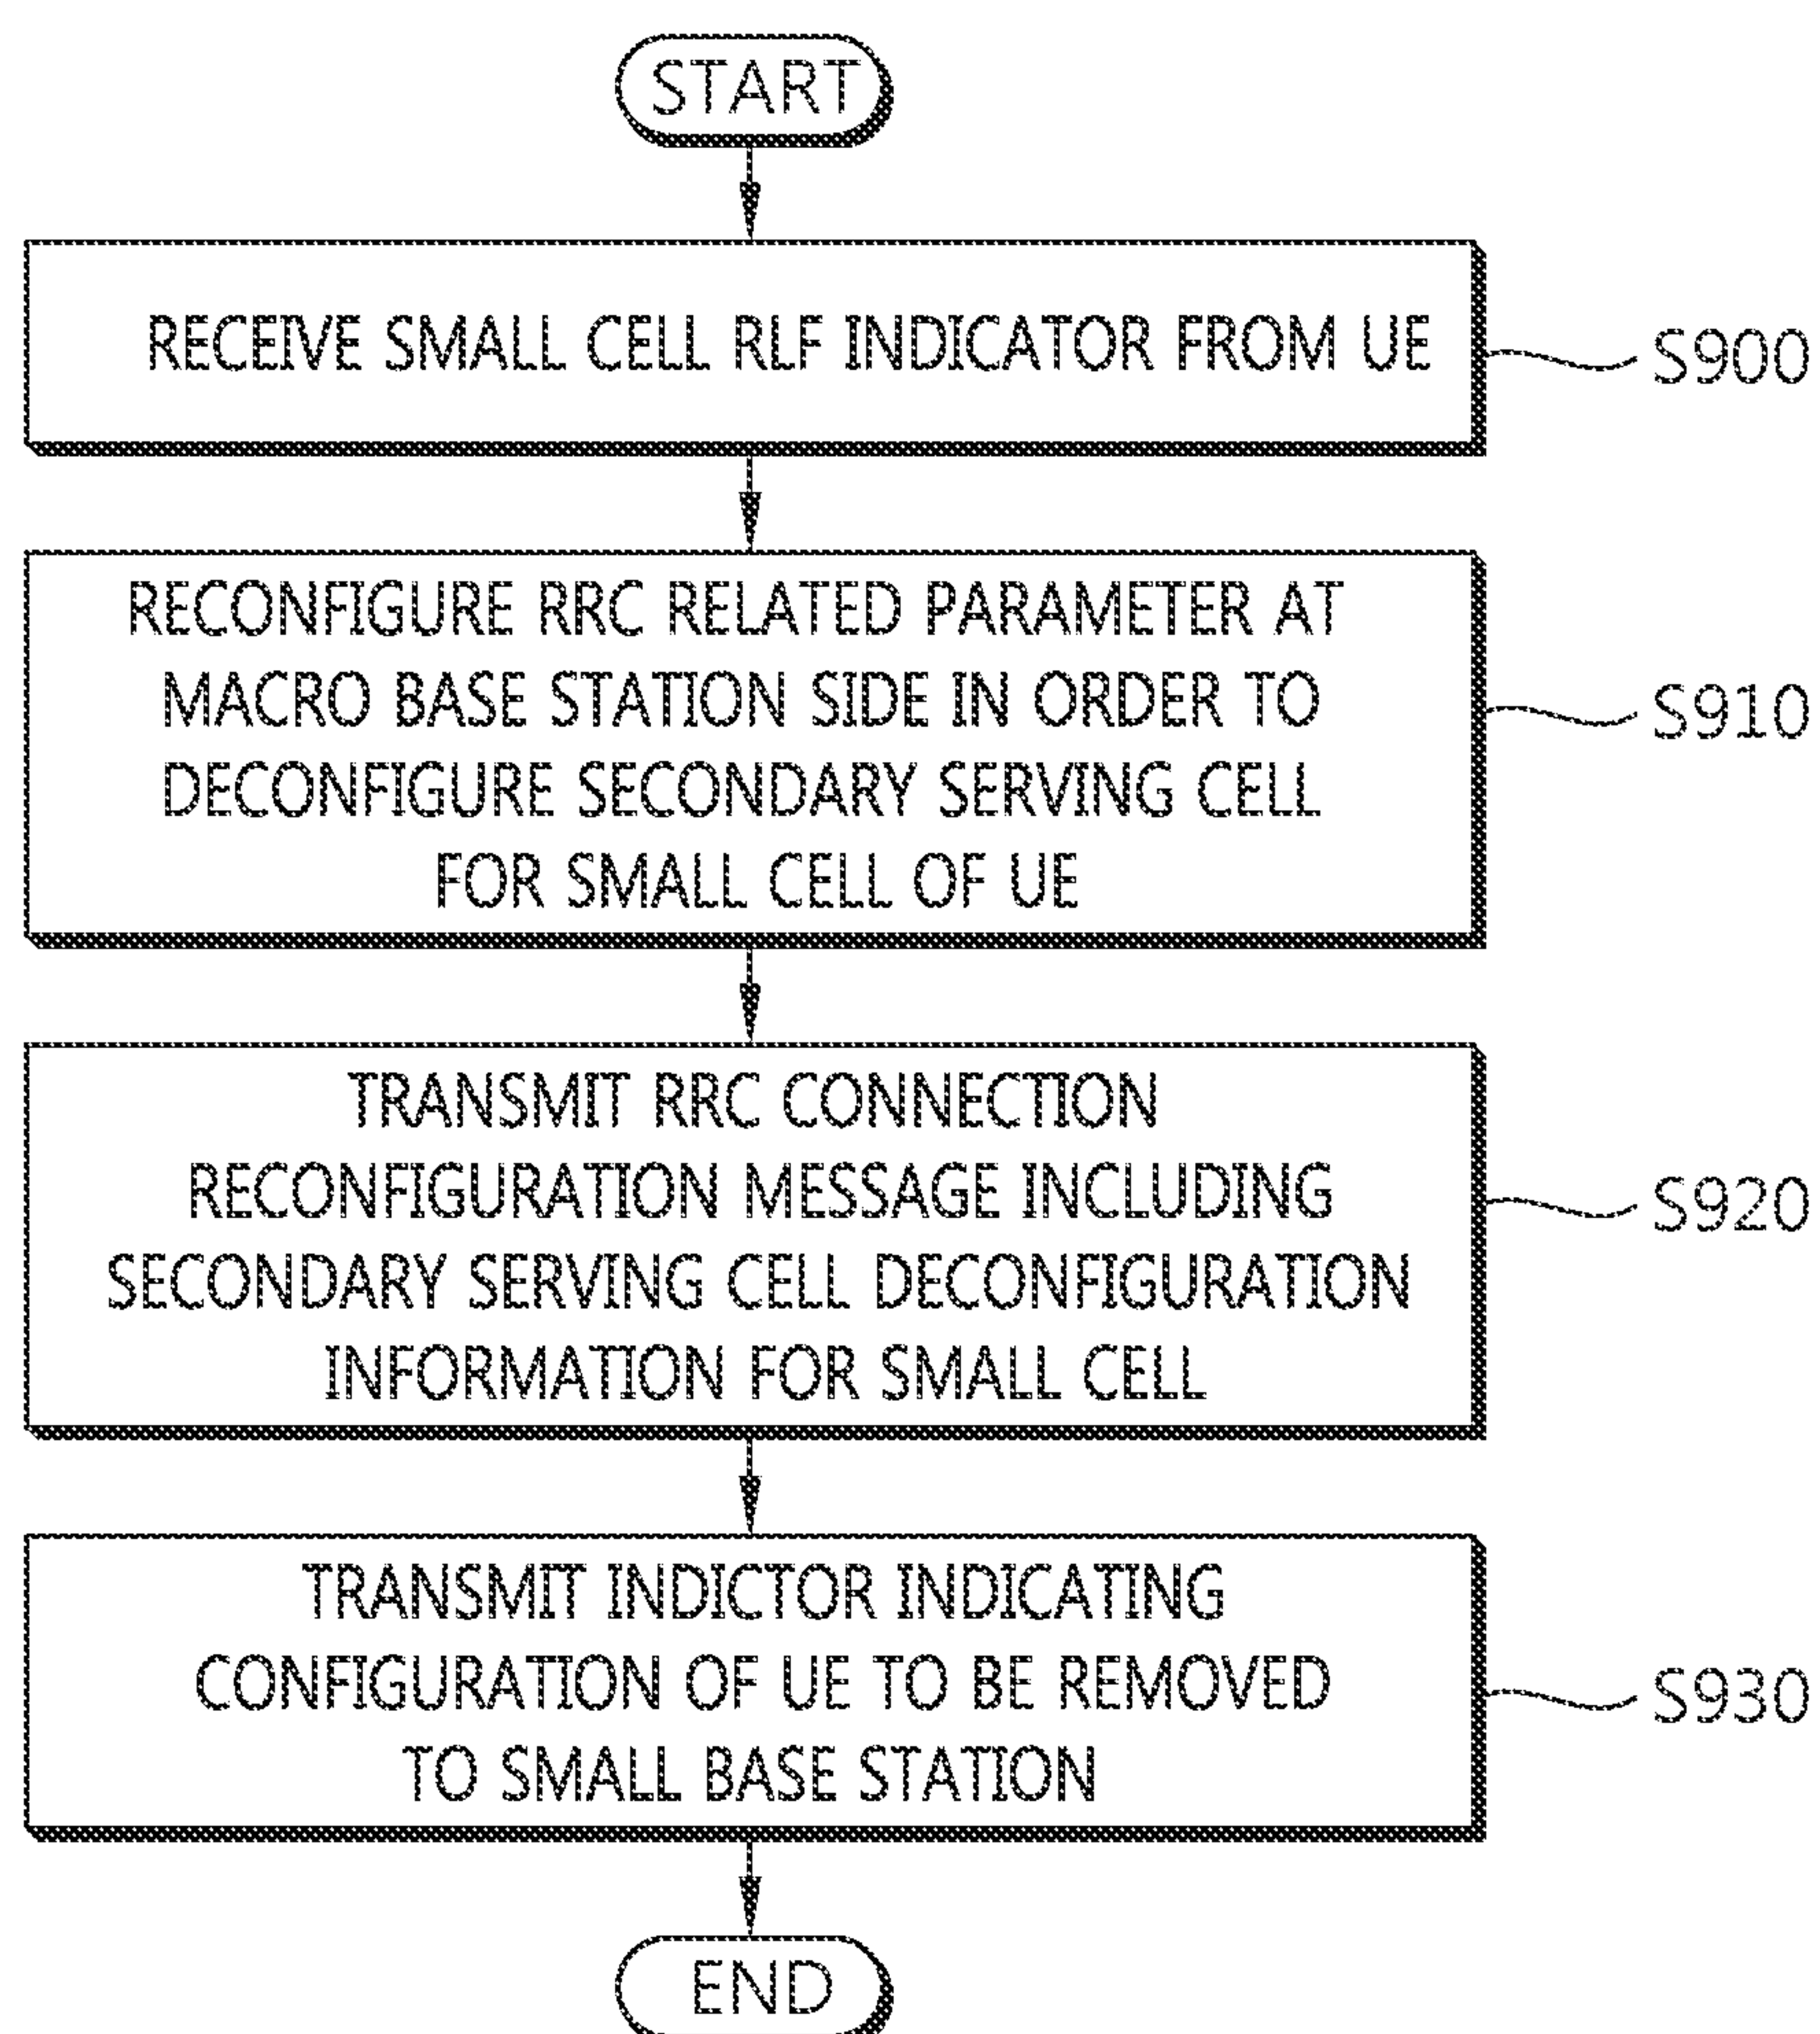 START
RECEIVE SMALL CELL RLF INDICATOR FROM UE
S900
RECONFIGURE RRC RELATED PARAMETER AT
MACRO BASE STATION SIDE IN ORDER TO
DECONFIGURE SECONDARY SERVING CELL
FOR SMALL CELL OF UE
S910
TRANSMIT RRC CONNECTION
RECONFIGURATION MESSAGE INCLUDING
SECONDARY SERVING CELL DECONFIGURATION
INFORMATION FOR SMALL CELL
S920
TRANSMIT INDICTOR INDICATING
CONFIGURATION OF UE TO BE REMOVED
TO SMALL BASE STATION
S930
END